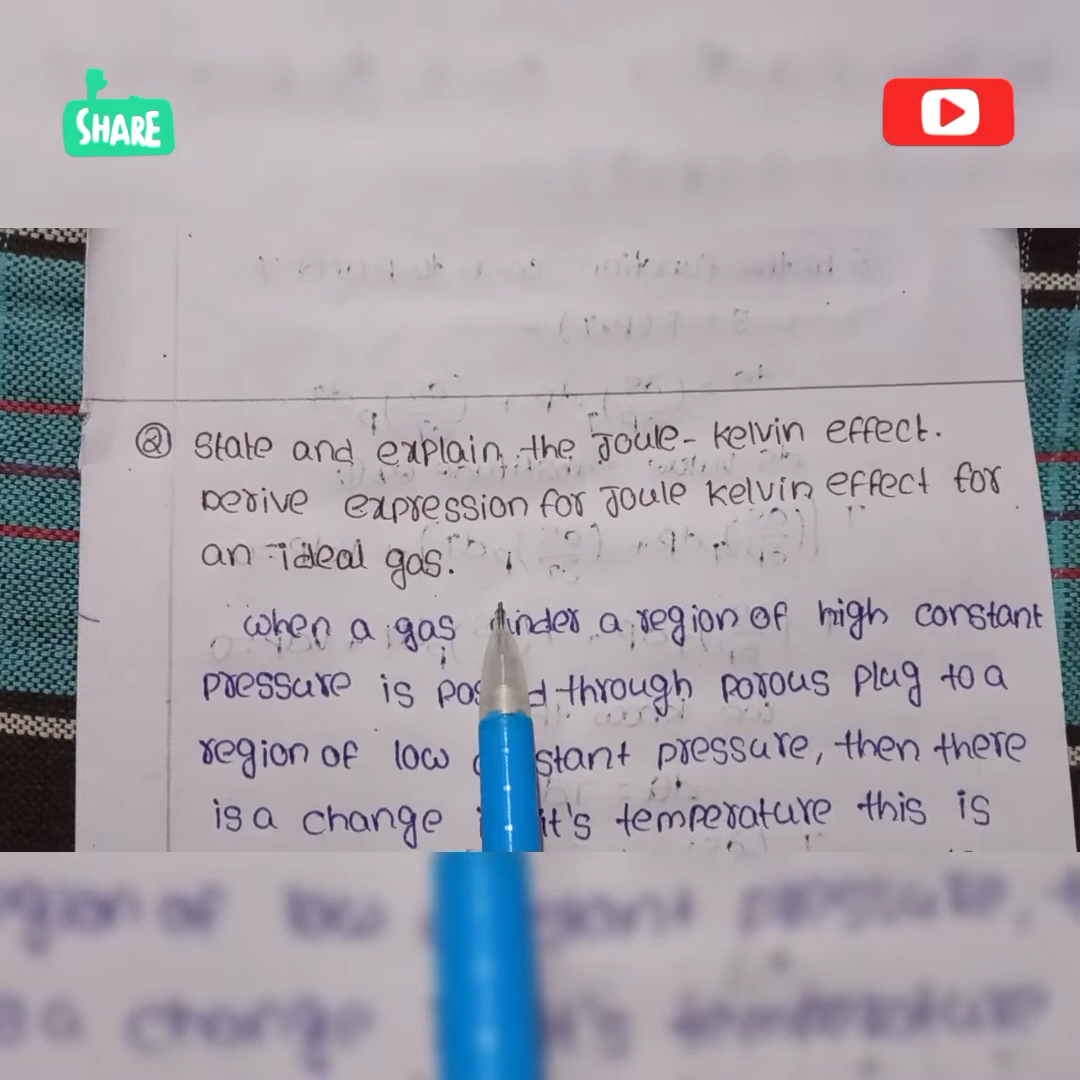 SHARE
② State and explain the Joule-Kelvin effect.
Derive expression for Joule Kelvin effect for
an ideal gas.
when a gas under a region of high constant
pressure is through porous plug to a
region of low pressure, then there
is a change it's temperature this is